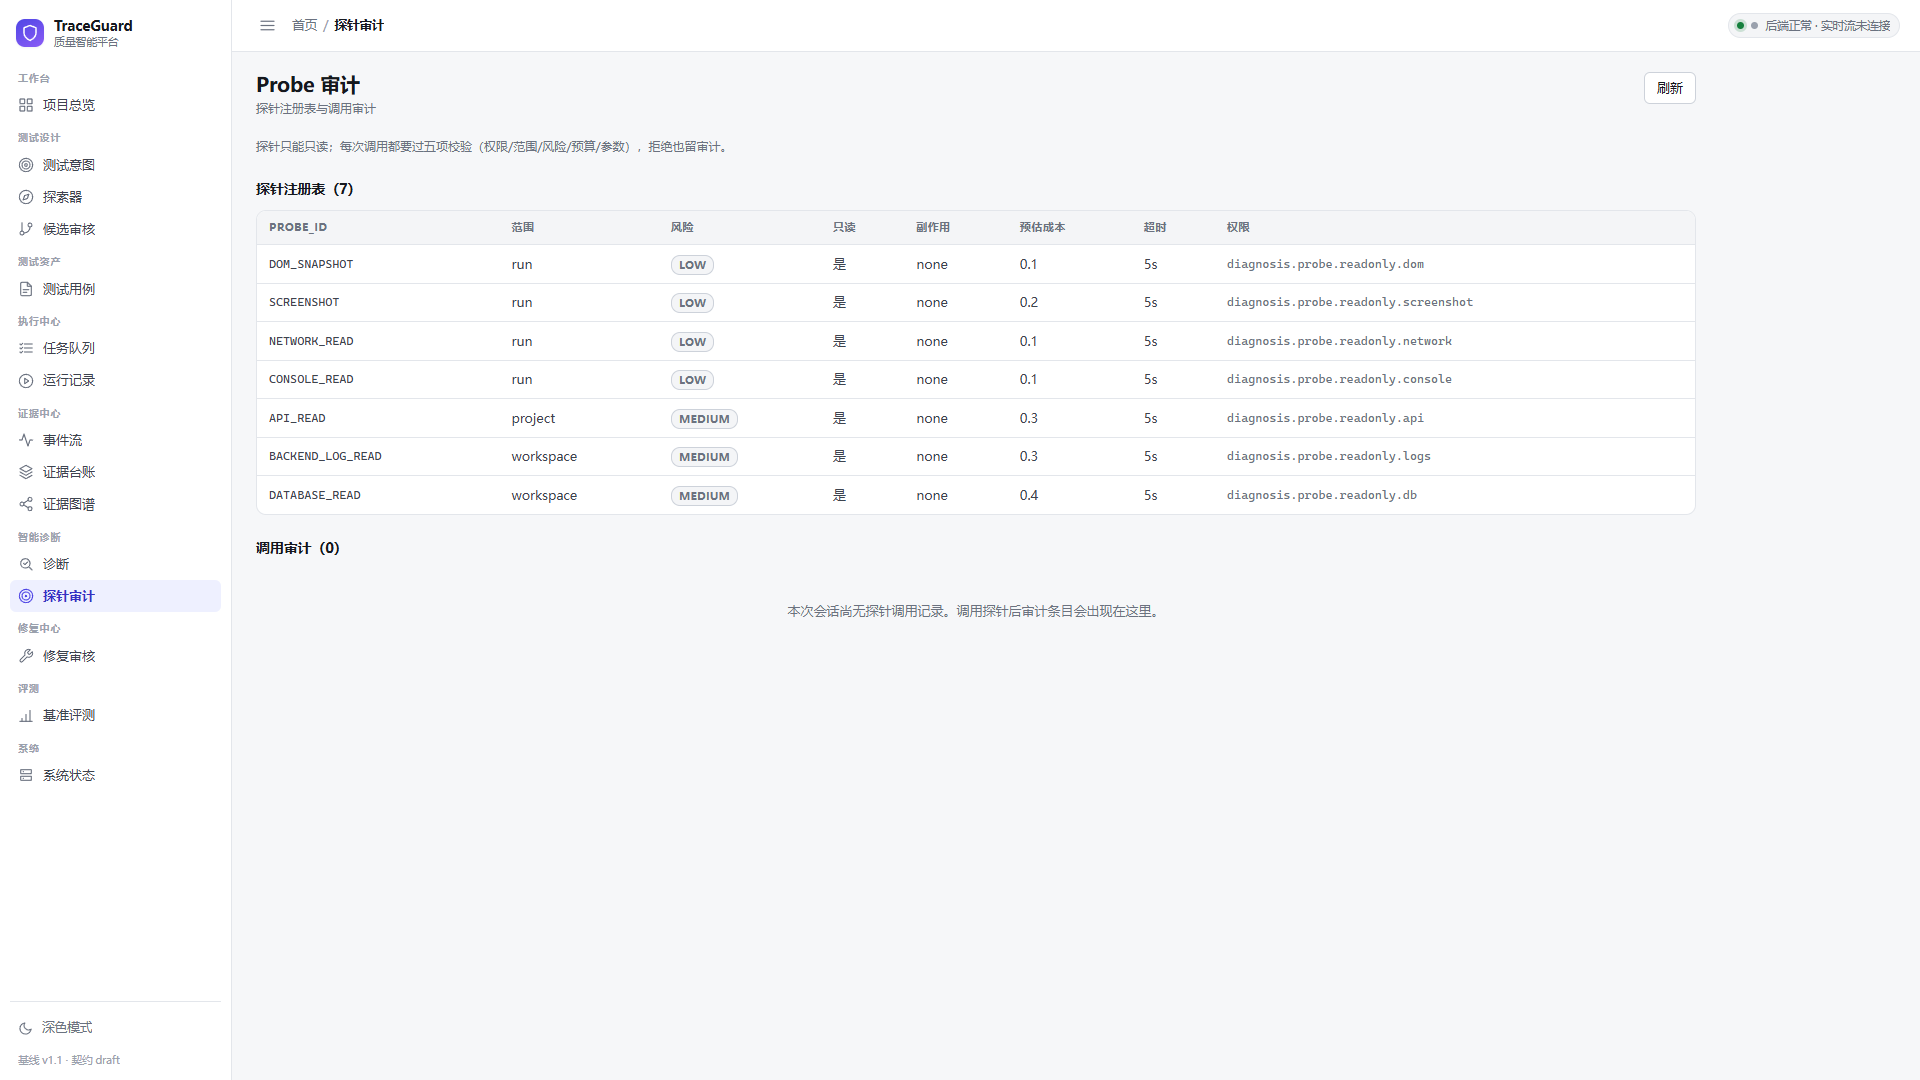 TraceGuard
质量智能平台
工作台
项目总览
测试设计
测试意图
探索器
候选审核
测试资产
测试用例
执行中心
任务队列
运行记录
证据中心
事件流
证据台账
证据图谱
智能诊断
诊断
探针审计
修复中心
修复审核
评测
基准评测
系统
系统状态
深色模式
基线 v1.1 · 契约 draft
首页 / 探针审计
后端正常 · 实时流未连接
Probe 审计
探针注册表与调用审计
刷新
探针只能只读；每次调用都要过五项校验（权限/范围/风险/预算/参数），拒绝也留审计。
探针注册表（7）
PROBE_ID 范围 风险 只读 副作用 预估成本 超时 权限
DOM_SNAPSHOT run LOW 是 none 0.1 5s diagnosis.probe.readonly.dom
SCREENSHOT run LOW 是 none 0.2 5s diagnosis.probe.readonly.screenshot
NETWORK_READ run LOW 是 none 0.1 5s diagnosis.probe.readonly.network
CONSOLE_READ run LOW 是 none 0.1 5s diagnosis.probe.readonly.console
API_READ project MEDIUM 是 none 0.3 5s diagnosis.probe.readonly.api
BACKEND_LOG_READ workspace MEDIUM 是 none 0.3 5s diagnosis.probe.readonly.logs
DATABASE_READ workspace MEDIUM 是 none 0.4 5s diagnosis.probe.readonly.db
调用审计（0）
本次会话尚无探针调用记录。调用探针后审计条目会出现在这里。